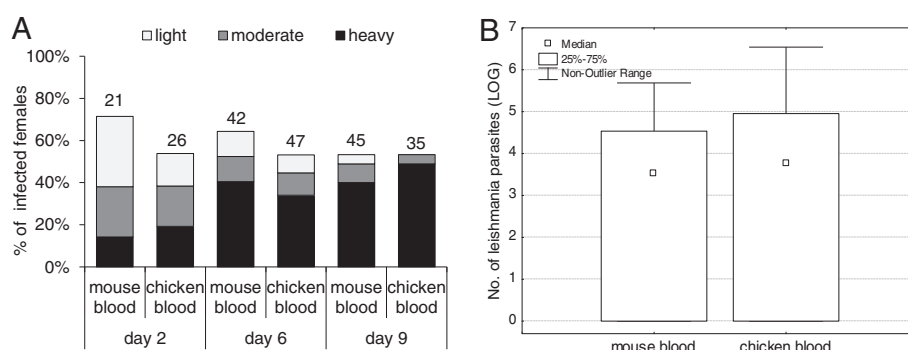 A
light moderate heavy
100%
80%
60%
40%
20%
0%
% of infected females
21
26
42
47
45
35
mouse blood
chicken blood
mouse blood
chicken blood
mouse blood
chicken blood
day 2
day 6
day 9
B
Median
25%-75%
Non-Outlier Range
7
6
5
4
3
2
1
0
No. of leishmania parasites (LOG)
mouse blood
chicken blood